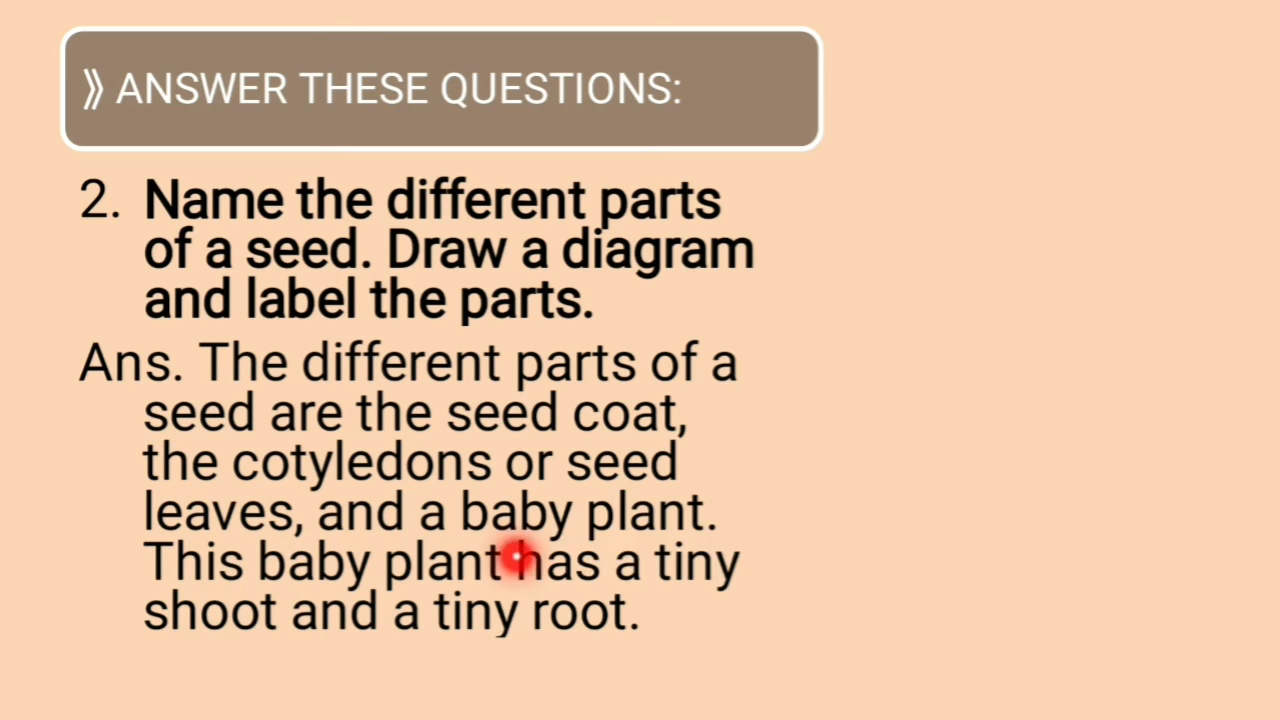 ⟫ ANSWER THESE QUESTIONS:
2. Name the different parts
of a seed. Draw a diagram
and label the parts.
Ans. The different parts of a
seed are the seed coat,
the cotyledons or seed
leaves, and a baby plant.
This baby plant has a tiny
shoot and a tiny root.